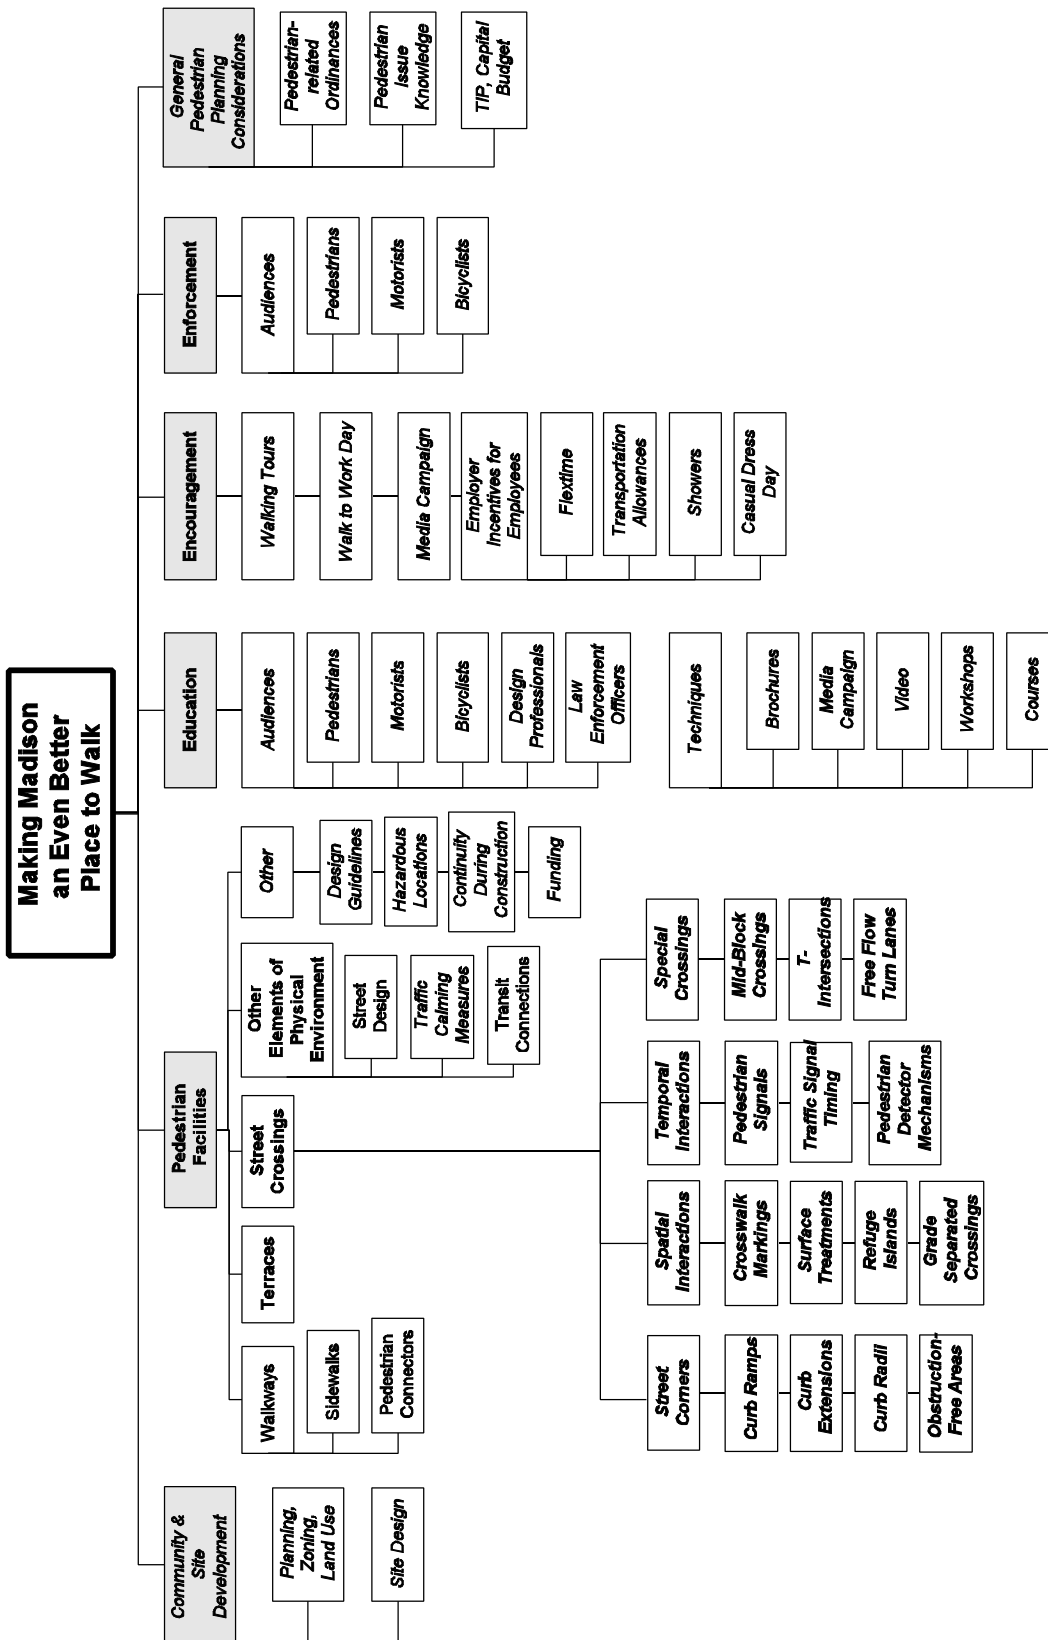 Making Madison
an Even Better
Place to Walk
Community &
Site
Development
Planning,
Zoning,
Land Use
Site Design
Pedestrian
Facilities
Walkways
Sidewalks
Pedestrian
Connectors
Terraces
Street
Crossings
Street
Corners
Curb Ramps
Curb
Extensions
Curb Radii
Obstruction-
Free Areas
Spatial
Interactions
Crosswalk
Markings
Surface
Treatments
Refuge
Islands
Grade
Separated
Crossings
Temporal
Interactions
Pedestrian
Signals
Traffic Signal
Timing
Pedestrian
Detector
Mechanisms
Special
Crossings
Mid-Block
Crossings
T-
Intersections
Free Flow
Turn Lanes
Other
Elements of
Physical
Environment
Street
Design
Traffic
Calming
Measures
Transit
Connections
Other
Design
Guidelines
Hazardous
Locations
Continuity
During
Construction
Funding
Education
Audiences
Pedestrians
Motorists
Bicyclists
Design
Professionals
Law
Enforcement
Officers
Techniques
Brochures
Media
Campaign
Video
Workshops
Courses
Encouragement
Walking Tours
Walk to Work Day
Media Campaign
Employer
Incentives for
Employees
Flextime
Transportation
Allowances
Showers
Casual Dress
Day
Enforcement
Audiences
Pedestrians
Motorists
Bicyclists
General
Pedestrian
Planning
Considerations
Pedestrian-
related
Ordinances
Pedestrian
Issue
Knowledge
TIP, Capital
Budget